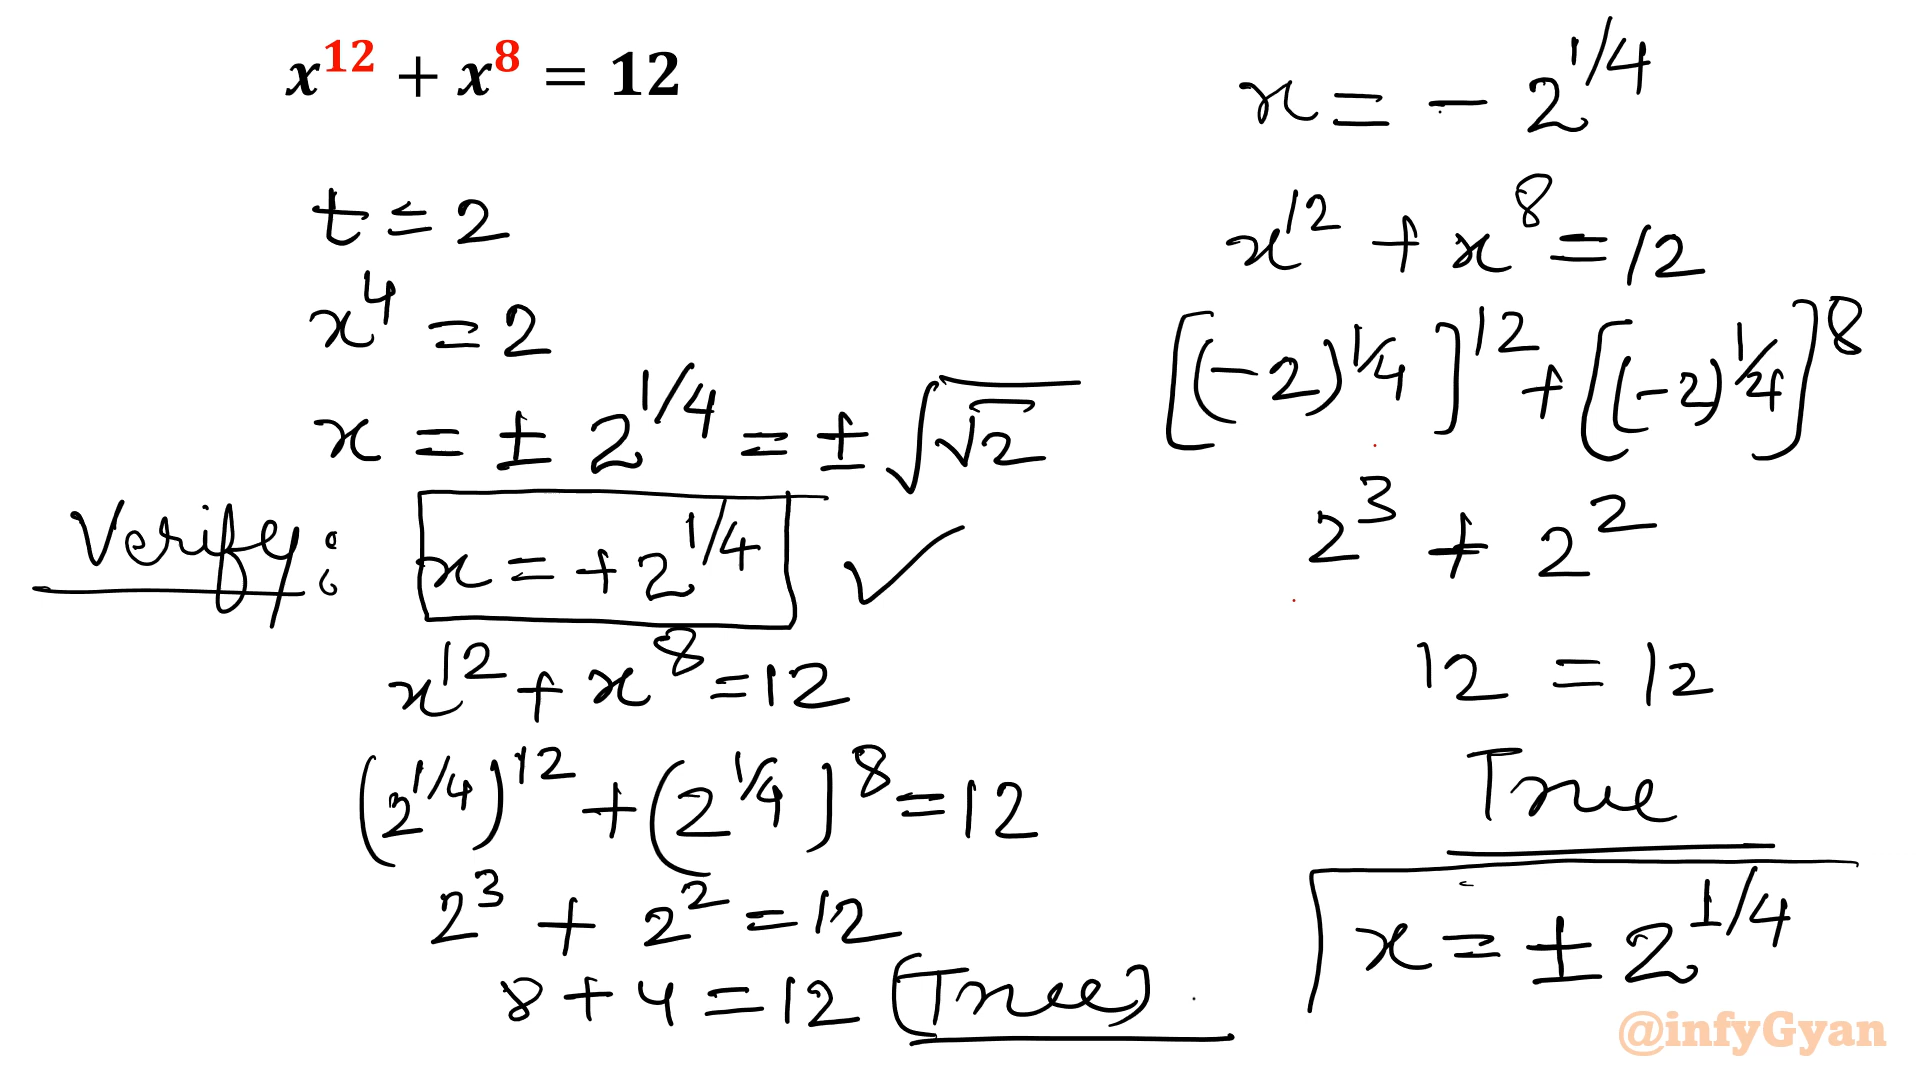 x^12 + x^8 = 12
t = 2
x^4 = 2
x = ± 2^1/4 = ± √√2
Verify: x = + 2^1/4 ✓
x^12 + x^8 = 12
(2^1/4)^12 + (2^1/4)^8 = 12
2^3 + 2^2 = 12
8 + 4 = 12 (True)
x = - 2^1/4
x^12 + x^8 = 12
[(-2)^1/4]^12 + [(-2)^1/4]^8
2^3 + 2^2
12 = 12
True
x = ± 2^1/4
@infyGyan